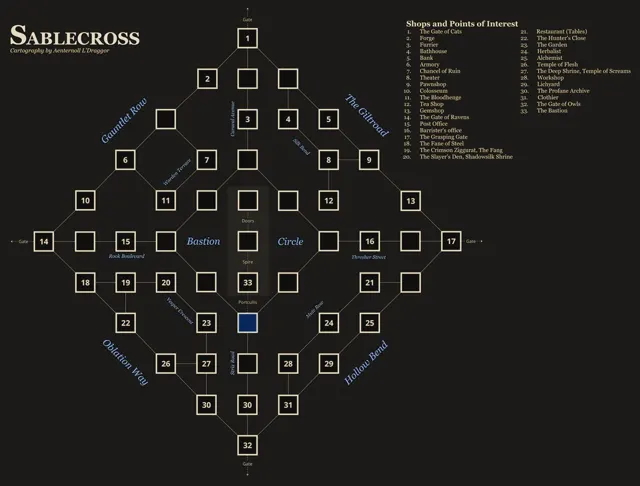 SABLECROSS
Cartography by Aenternoll L'Dragger
Shops and Points of Interest
1. The Gate of Cats
2. Forge
3. Furrier
4. Bathhouse
5. Bank
6. Armory
7. Chancel of Ruin
8. Theater
9. Pawnshop
10. Colosseum
11. The Bloodhenge
12. Tea Shop
13. Gemshop
14. The Gate of Ravens
15. Post Office
16. Barrister's office
17. The Grasping Gate
18. The Fane of Steel
19. The Crimson Ziggurat, The Fang
20. The Slayer's Den, Shadowsilk Shrine
21. Restaurant (Tables)
22. The Hunter's Close
23. The Garden
24. Herbalist
25. Alchemist
26. Temple of Flesh
27. The Deep Shrine, Temple of Screams
28. Workshop
29. Lichyard
30. The Profane Archive
31. Clothier
32. The Gate of Owls
33. The Bastion
Gate
1
2
Gauntlet Row
The Giltroad
3
4
5
6
7
8
9
10
11
12
13
Doors
14
15
Bastion
Circle
16
17
Gate
Gate
Rook Boulevard
Thresher Street
Spire
18
19
20
33
21
Portcullis
22
23
24
25
Oblation Way
Hollow Bend
26
27
28
29
30
30
31
32
Gate